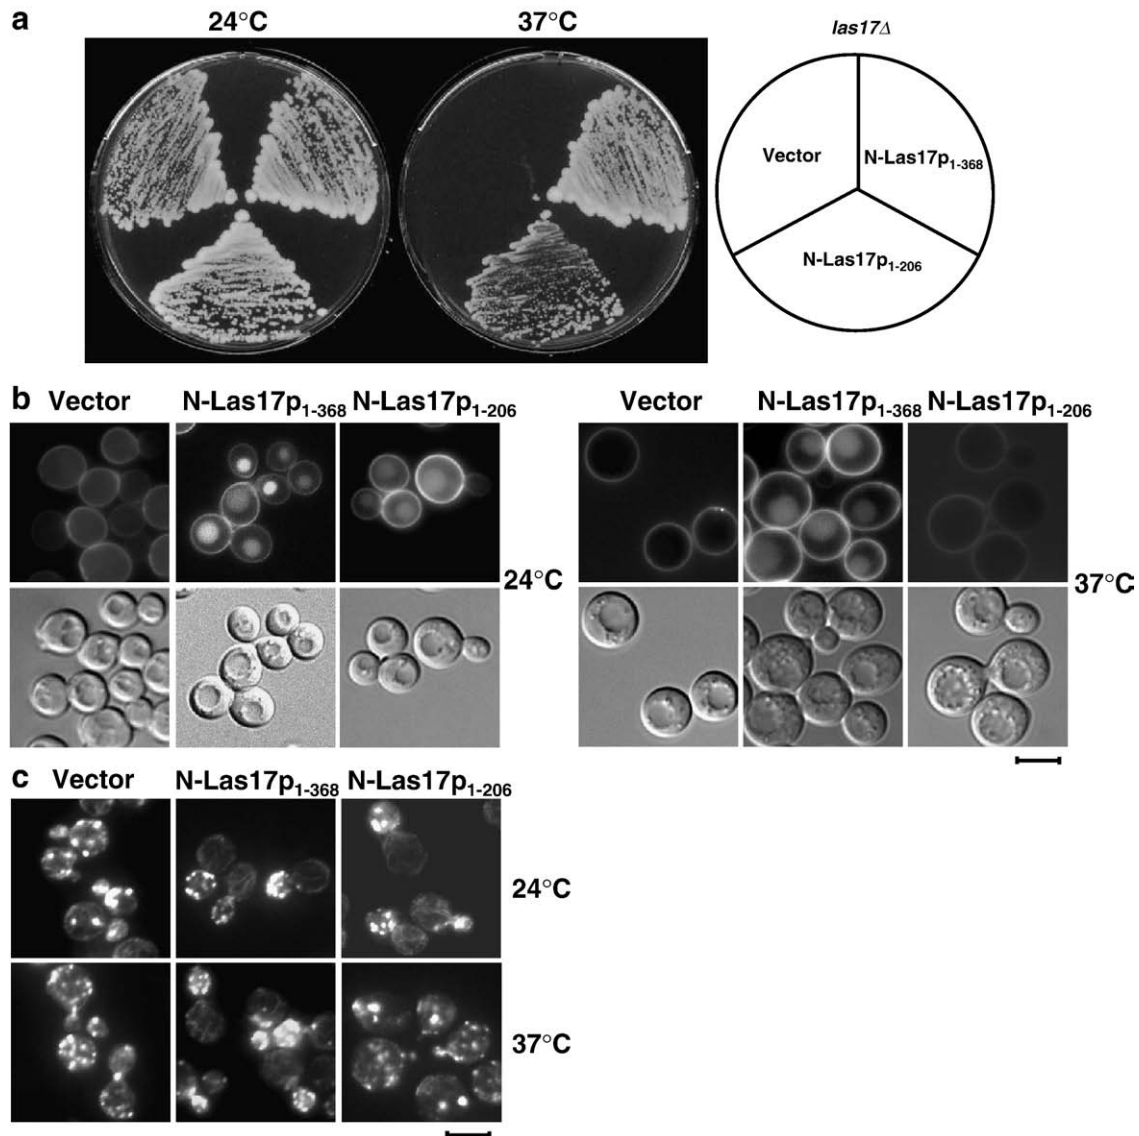 a
24°C 37°C
las17Δ
Vector N-Las17p1-368
N-Las17p1-206
b
Vector N-Las17p1-368 N-Las17p1-206 Vector N-Las17p1-368 N-Las17p1-206
24°C 37°C
c
Vector N-Las17p1-368 N-Las17p1-206
24°C
37°C